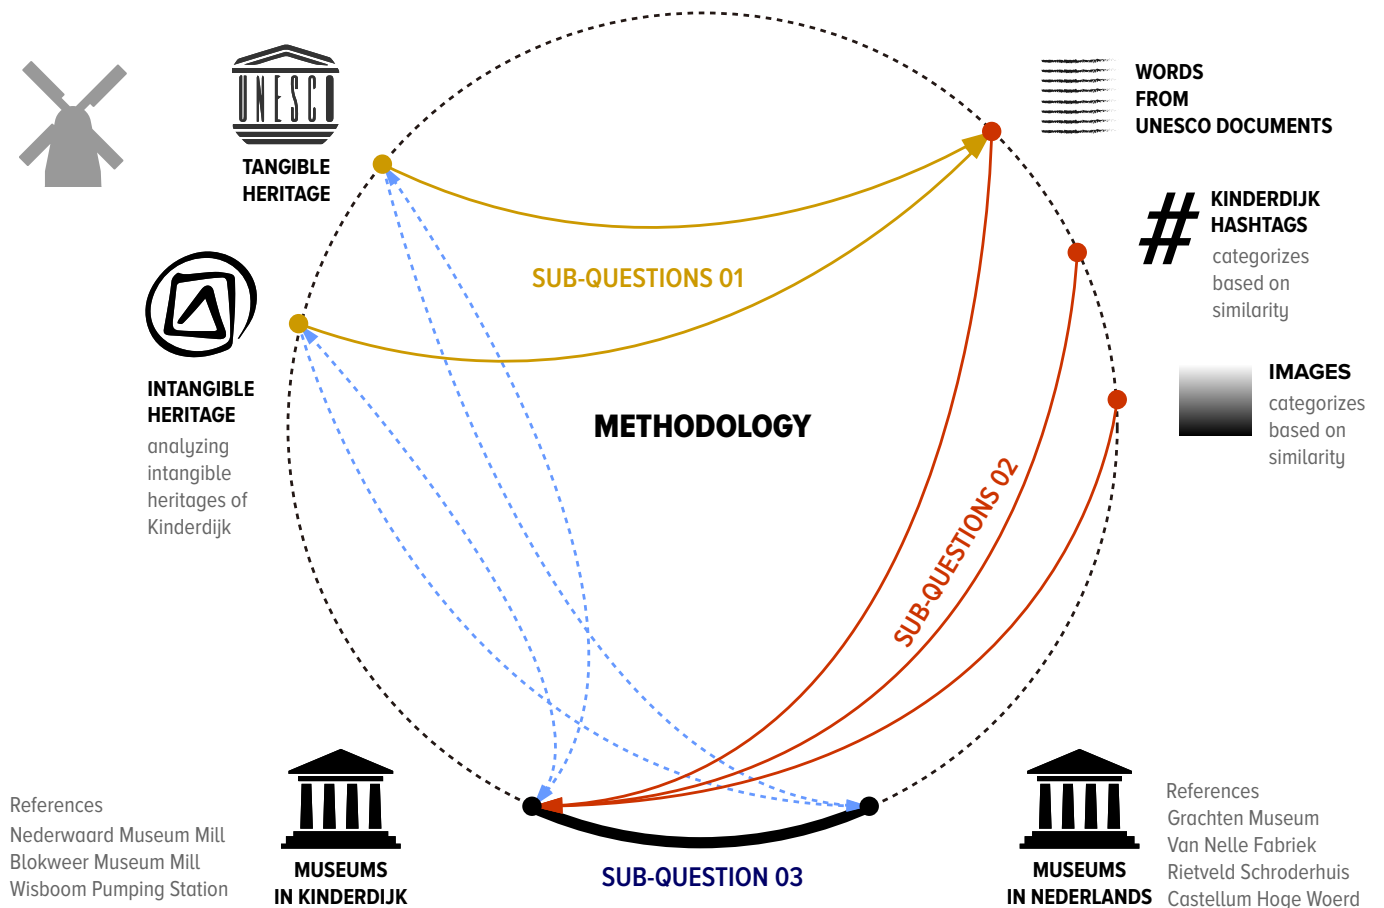 UNESCO
TANGIBLE
HERITAGE
WORDS
FROM
UNESCO DOCUMENTS
#
KINDERDIJK
HASHTAGS
categorizes
based on
similarity
SUB-QUESTIONS 01
INTANGIBLE
HERITAGE
analyzing
intangible
heritages of
Kinderdijk
IMAGES
categorizes
based on
similarity
METHODOLOGY
SUB-QUESTIONS 02
References
Nederwaard Museum Mill
Blokweer Museum Mill
Wisboom Pumping Station
MUSEUMS
IN KINDERDIJK
SUB-QUESTION 03
MUSEUMS
IN NEDERLANDS
References
Grachten Museum
Van Nelle Fabriek
Rietveld Schroderhuis
Castellum Hoge Woerd